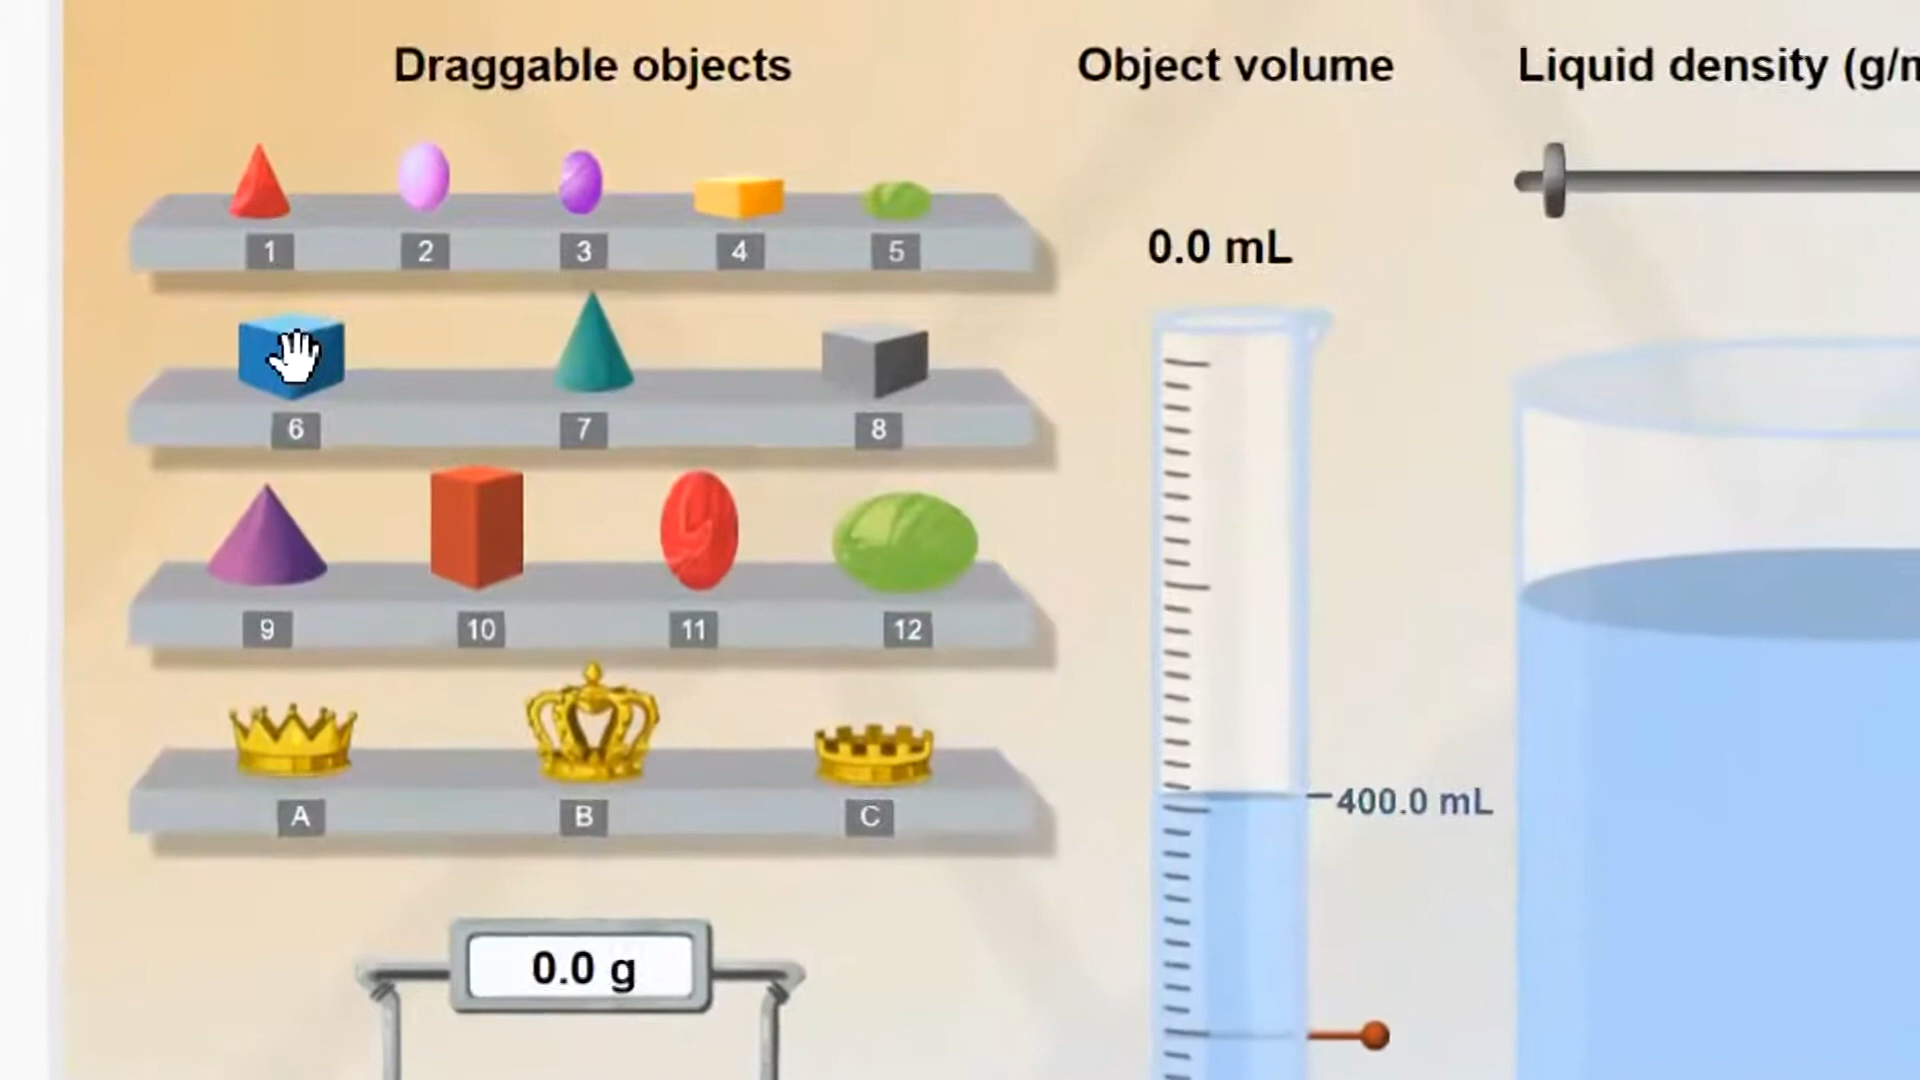 Draggable objects
Object volume
Liquid density (g/m
1 2 3 4 5
0.0 mL
6 7 8
9 10 11 12
400.0 mL
A B C
0.0 g